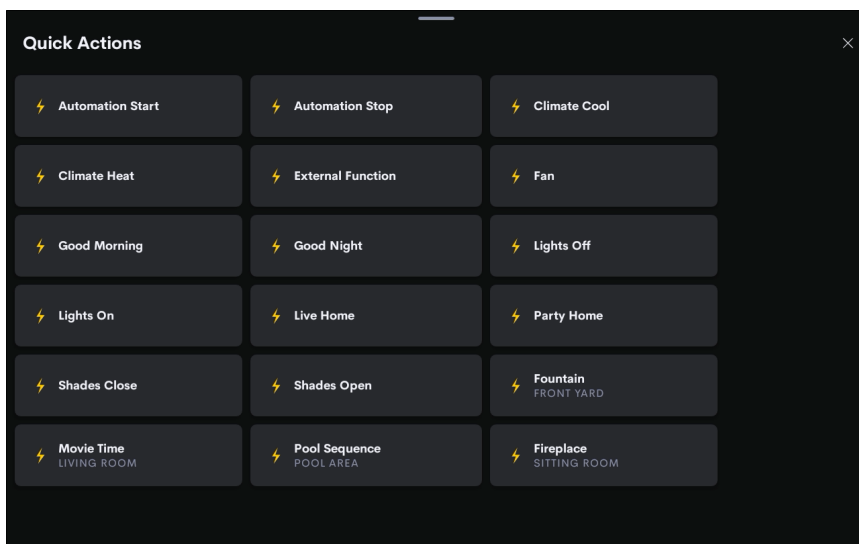 Quick Actions
Automation Start
Automation Stop
Climate Cool
Climate Heat
External Function
Fan
Good Morning
Good Night
Lights Off
Lights On
Live Home
Party Home
Shades Close
Shades Open
Fountain
FRONT YARD
Movie Time
LIVING ROOM
Pool Sequence
POOL AREA
Fireplace
SITTING ROOM